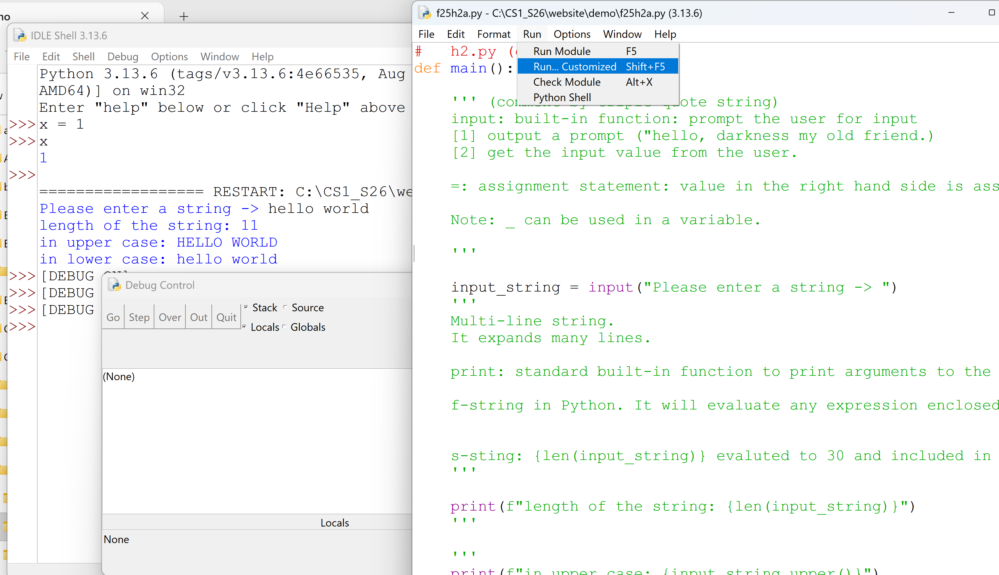 IDLE Shell 3.13.6
File Edit Shell Debug Options Window Help
Python 3.13.6 (tags/v3.13.6:4e66535, Aug
AMD64)] on win32
Enter "help" below or click "Help" above
>>> x = 1
>>> x
1
>>>
================== RESTART: C:\CS1_S26\we
Please enter a string -> hello world
length of the string: 11
in upper case: HELLO WORLD
in lower case: hello world
>>> [DEBUG ON]
>>> [DEBUG
>>> [DEBUG
>>>
Debug Control
Go Step Over Out Quit
Stack Source
Locals Globals
(None)
Locals
None
f25h2a.py - C:\CS1_S26\website\demo\f25h2a.py (3.13.6)
File Edit Format Run Options Window Help
Run Module F5
Run... Customized Shift+F5
Check Module Alt+X
Python Shell
# h2.py (
def main():
''' (comment by triple quote string)
input: built-in function: prompt the user for input
[1] output a prompt ("hello, darkness my old friend.)
[2] get the input value from the user.
=: assignment statement: value in the right hand side is ass
Note: _ can be used in a variable.
'''
input_string = input("Please enter a string -> ")
'''
Multi-line string.
It expands many lines.
print: standard built-in function to print arguments to the
f-string in Python. It will evaluate any expression enclosed
s-sting: {len(input_string)} evaluted to 30 and included in
'''
print(f"length of the string: {len(input_string)}")
'''
'''
print(f"in upper case: {input_string.upper()}")